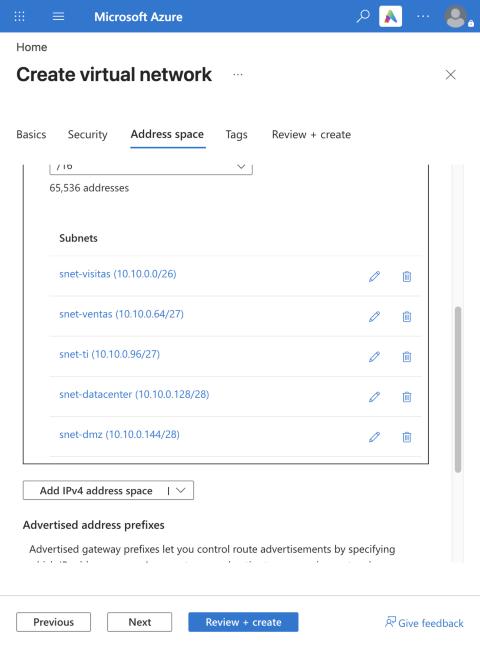 Microsoft Azure
Home
Create virtual network
Basics Security Address space Tags Review + create
/16
65,536 addresses
Subnets
snet-visitas (10.10.0.0/26)
snet-ventas (10.10.0.64/27)
snet-ti (10.10.0.96/27)
snet-datacenter (10.10.0.128/28)
snet-dmz (10.10.0.144/28)
Add IPv4 address space
Advertised address prefixes
Advertised gateway prefixes let you control route advertisements by specifying
Previous Next Review + create Give feedback